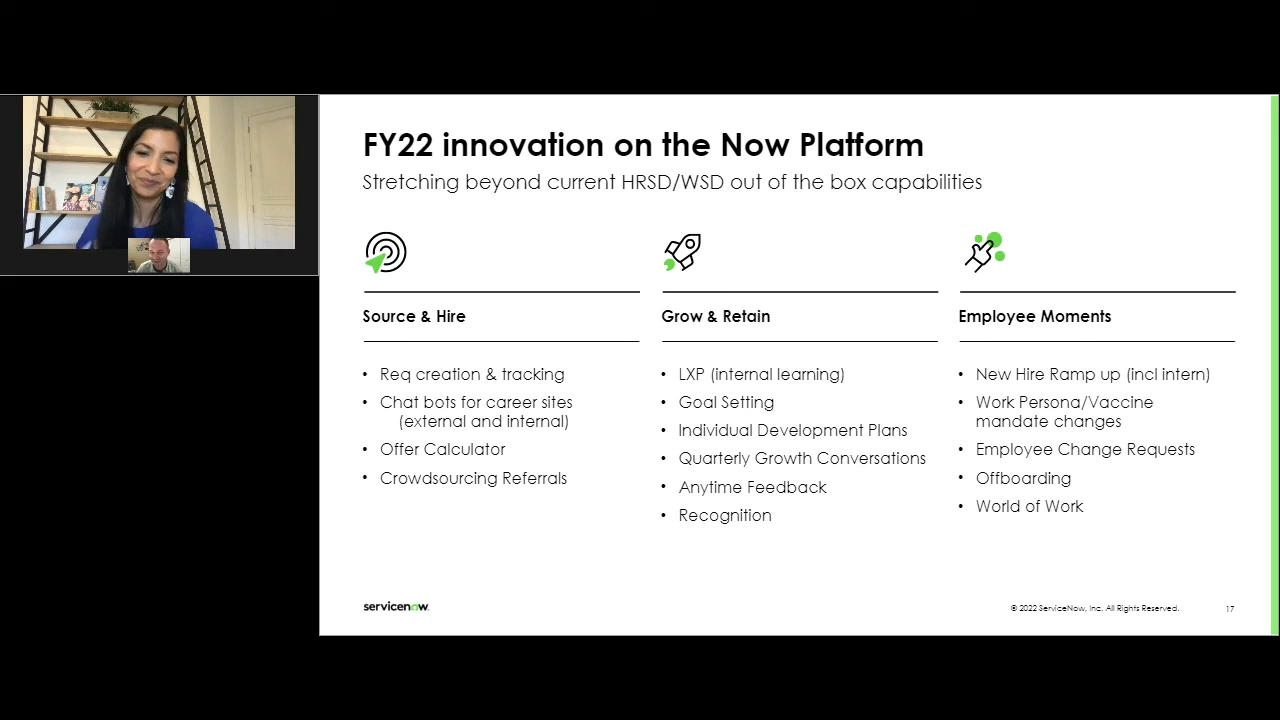 FY22 innovation on the Now Platform
Stretching beyond current HRSD/WSD out of the box capabilities
Source & Hire
• Req creation & tracking
• Chat bots for career sites
(external and internal)
• Offer Calculator
• Crowdsourcing Referrals
Grow & Retain
• LXP (internal learning)
• Goal Setting
• Individual Development Plans
• Quarterly Growth Conversations
• Anytime Feedback
• Recognition
Employee Moments
• New Hire Ramp up (incl intern)
• Work Persona/Vaccine
mandate changes
• Employee Change Requests
• Offboarding
• World of Work
servicenow.
© 2022 ServiceNow, Inc. All Rights Reserved.
17